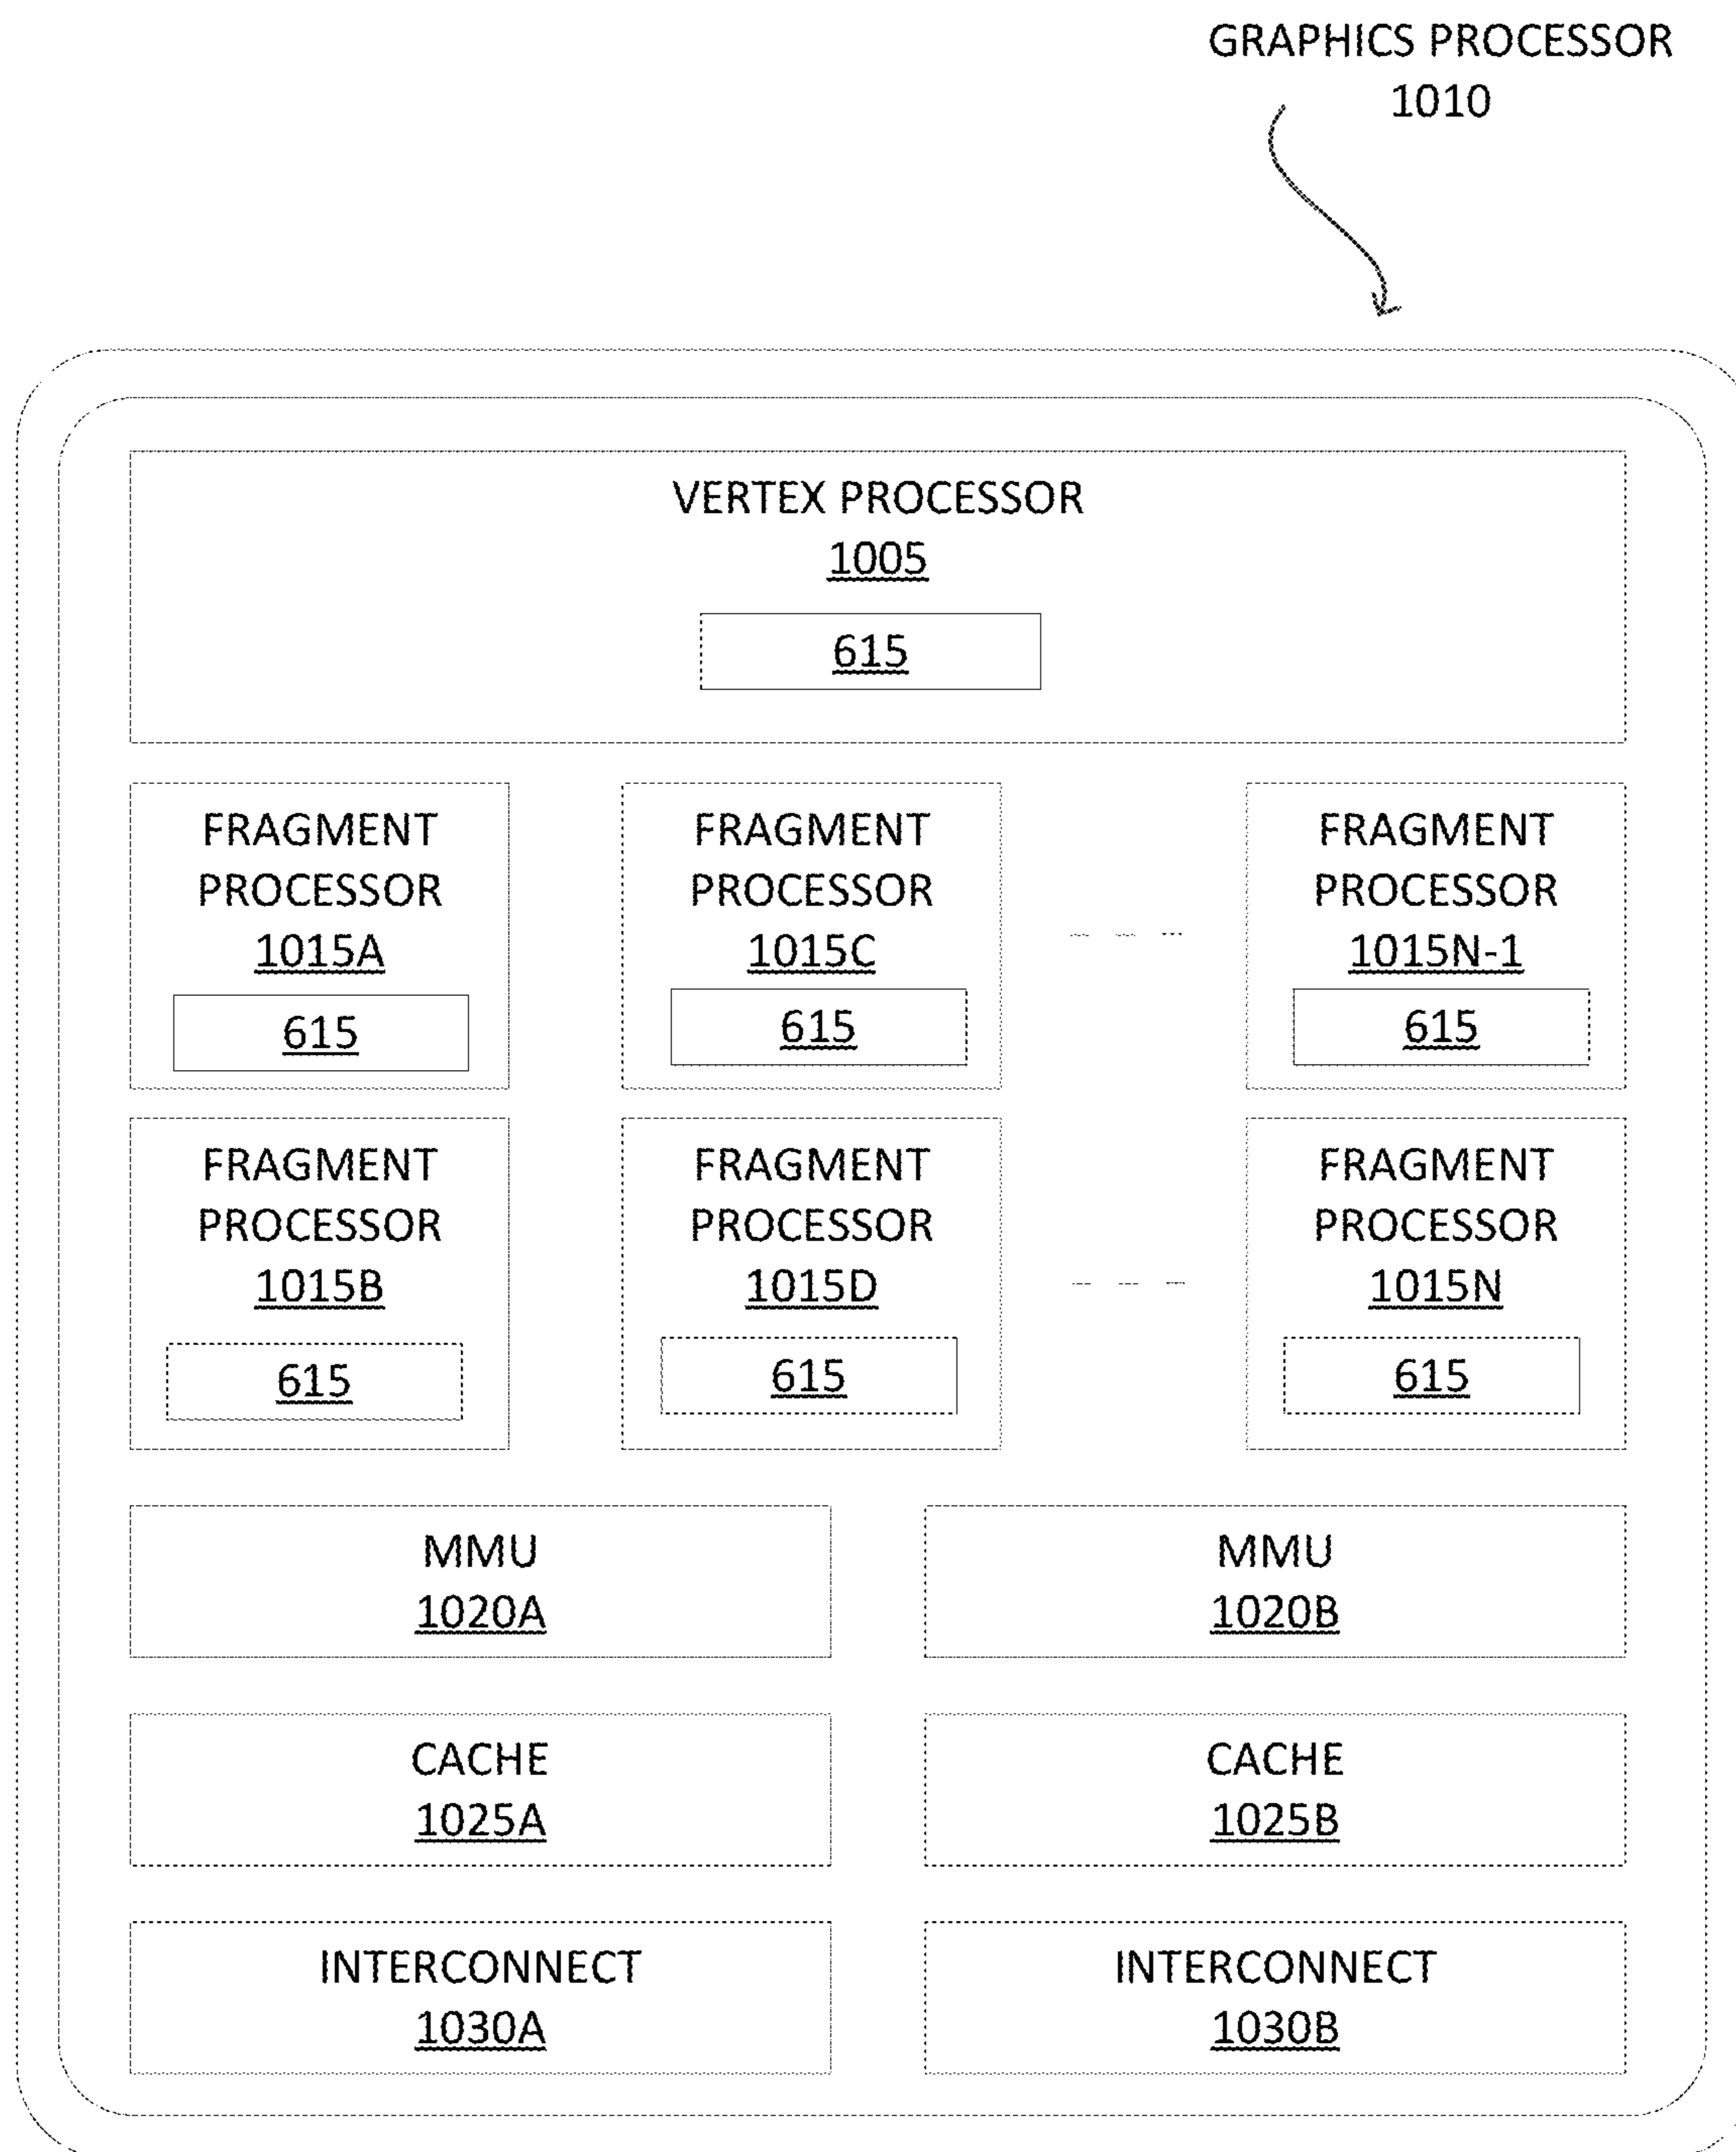 GRAPHICS PROCESSOR
1010
VERTEX PROCESSOR
1005
615
FRAGMENT
PROCESSOR
1015A
615
FRAGMENT
PROCESSOR
1015C
615
FRAGMENT
PROCESSOR
1015N-1
615
FRAGMENT
PROCESSOR
1015B
615
FRAGMENT
PROCESSOR
1015D
615
FRAGMENT
PROCESSOR
1015N
615
MMU
1020A
MMU
1020B
CACHE
1025A
CACHE
1025B
INTERCONNECT
1030A
INTERCONNECT
1030B